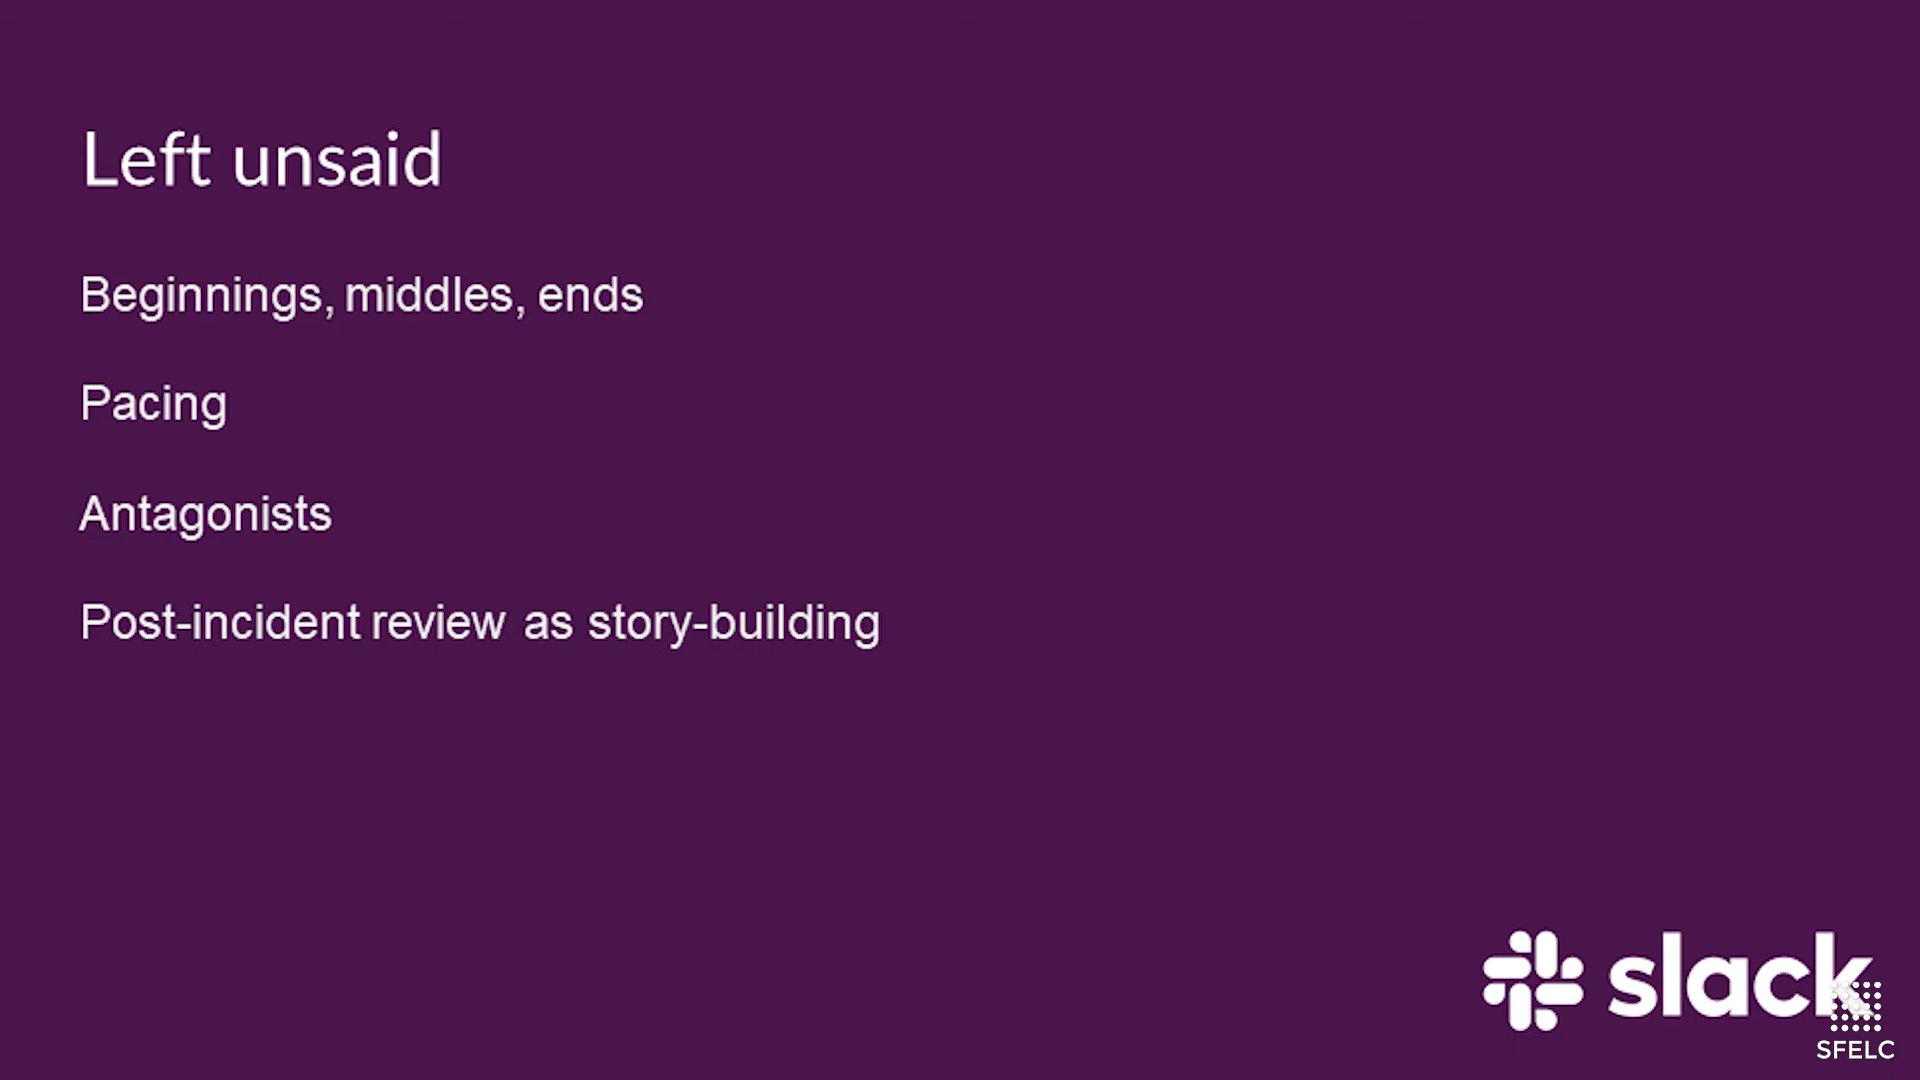 Left unsaid
Beginnings, middles, ends
Pacing
Antagonists
Post-incident review as story-building
slack
SFELC